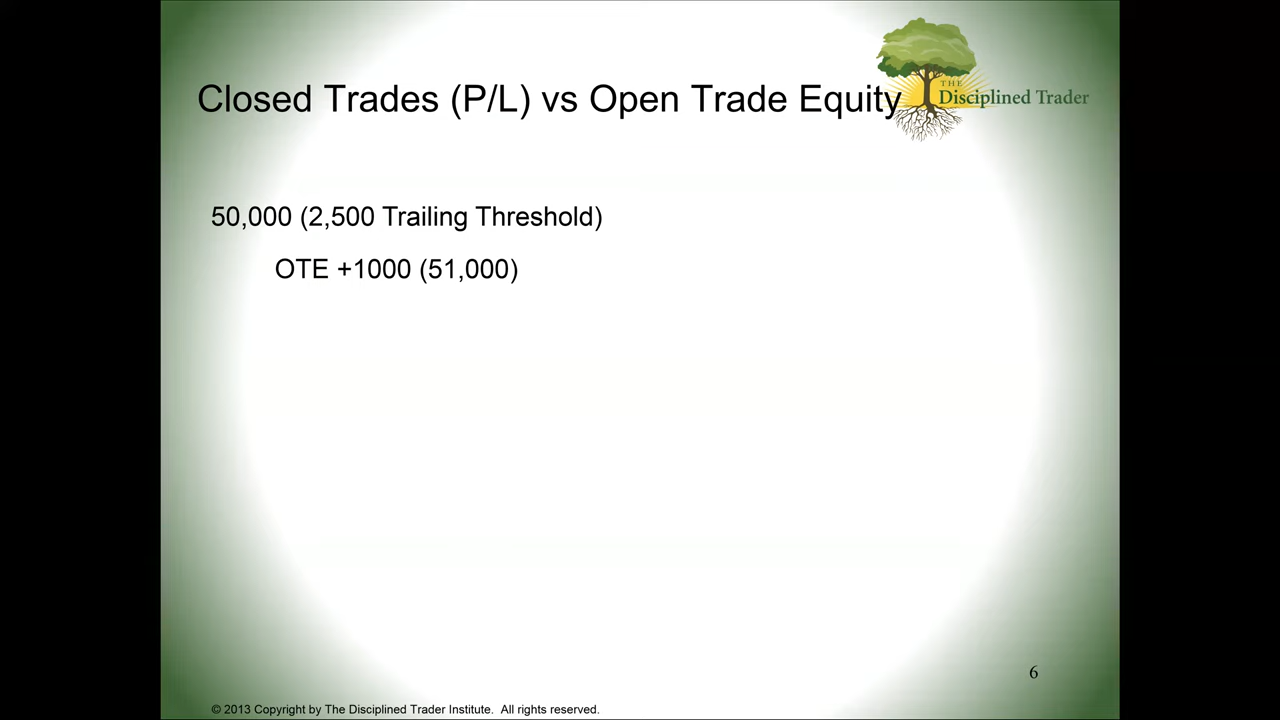 Closed Trades (P/L) vs Open Trade Equity
THE
Disciplined Trader
50,000 (2,500 Trailing Threshold)
OTE +1000 (51,000)
6
© 2013 Copyright by The Disciplined Trader Institute. All rights reserved.